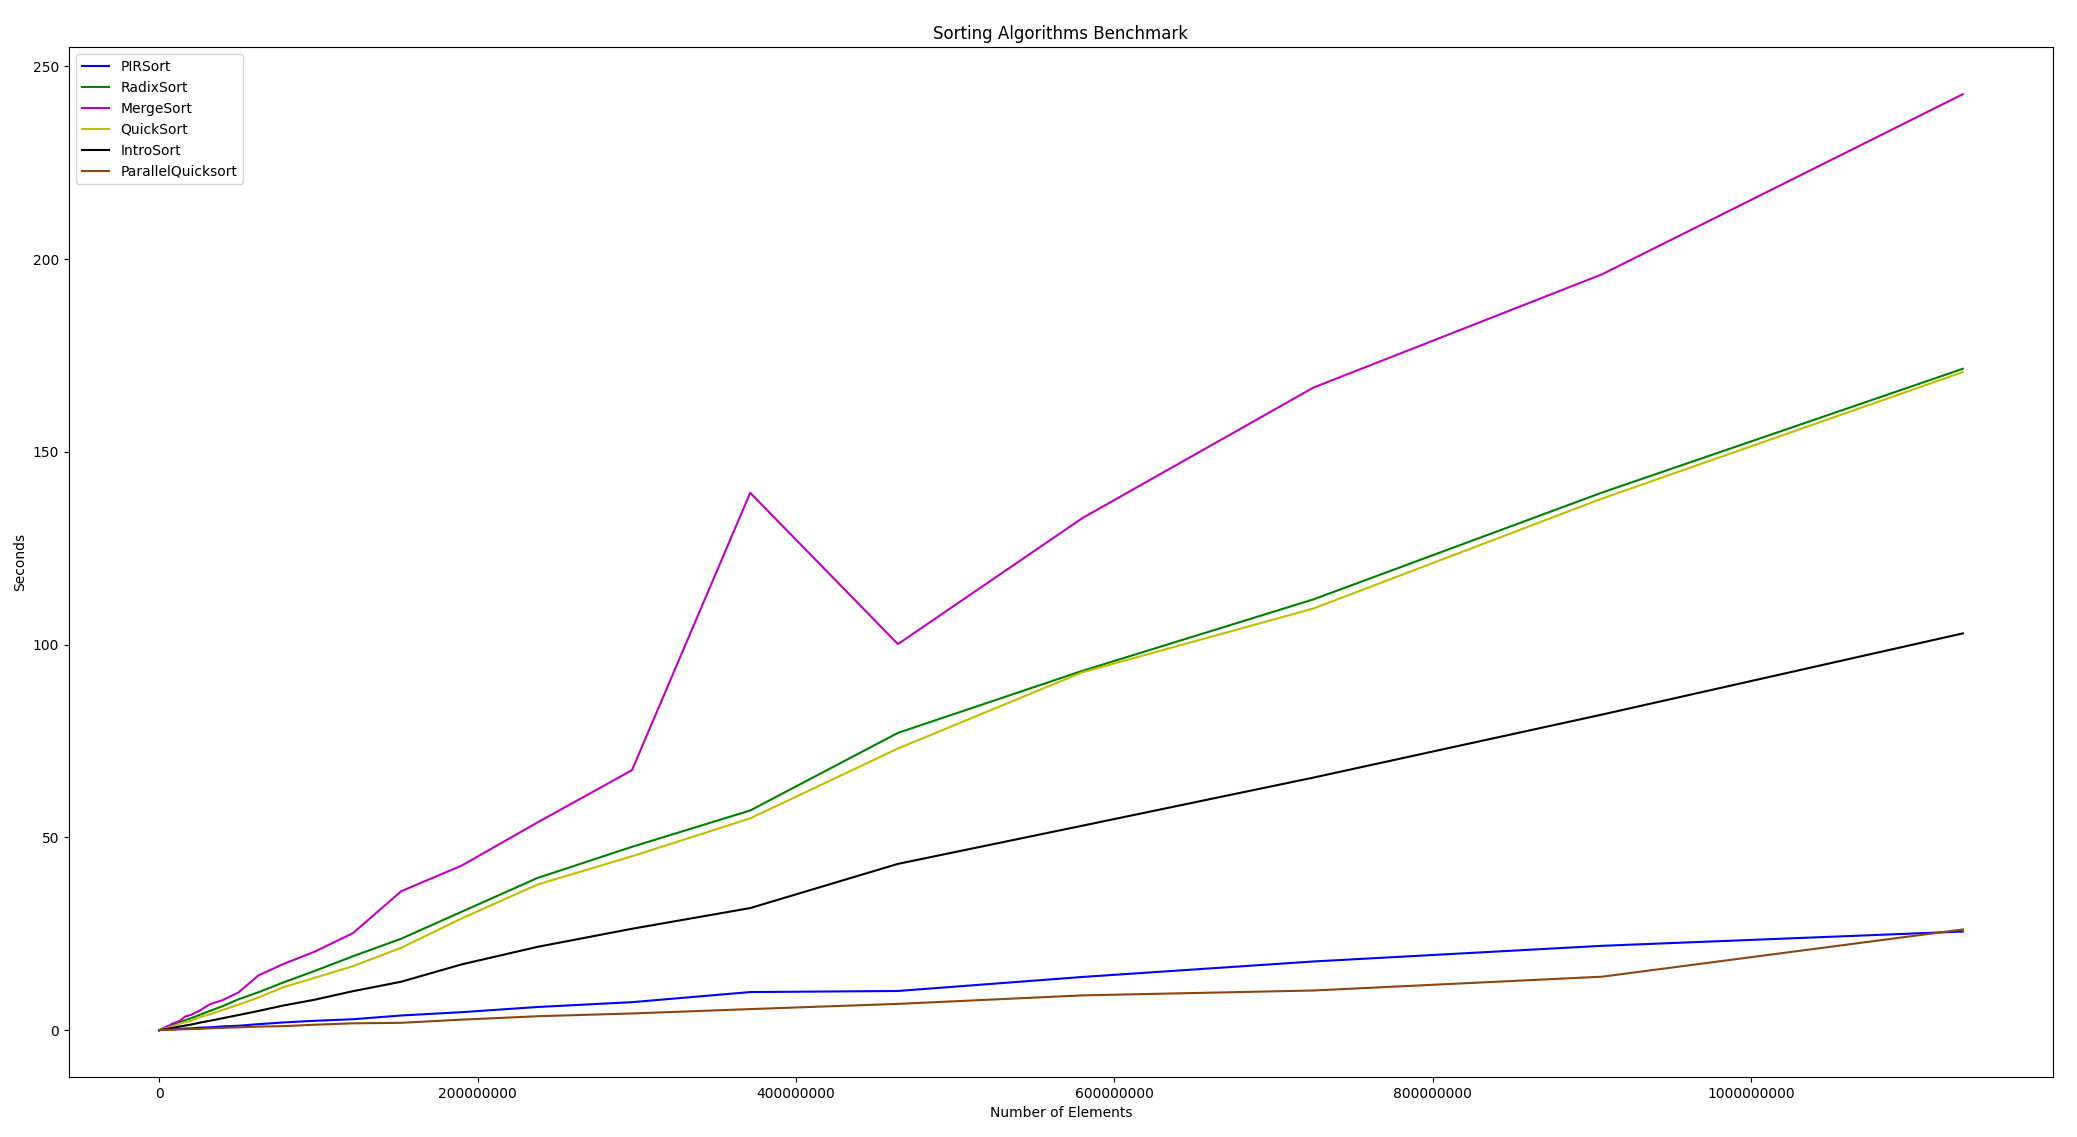 Sorting Algorithms Benchmark
PIRSort
RadixSort
MergeSort
QuickSort
IntroSort
ParallelQuicksort
250
200
150
100
50
0
Seconds
0 200000000 400000000 600000000 800000000 1000000000
Number of Elements